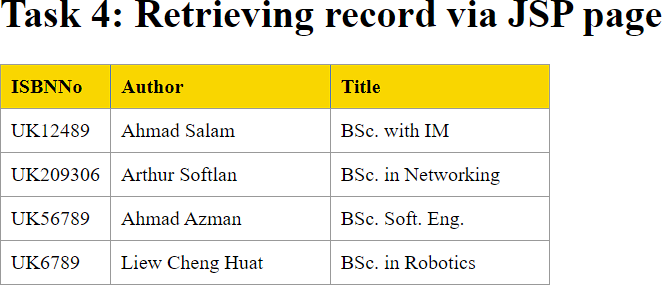 Task 4: Retrieving record via JSP page
ISBNNo Author Title
UK12489 Ahmad Salam BSc. with IM
UK209306 Arthur Softlan BSc. in Networking
UK56789 Ahmad Azman BSc. Soft. Eng.
UK6789 Liew Cheng Huat BSc. in Robotics